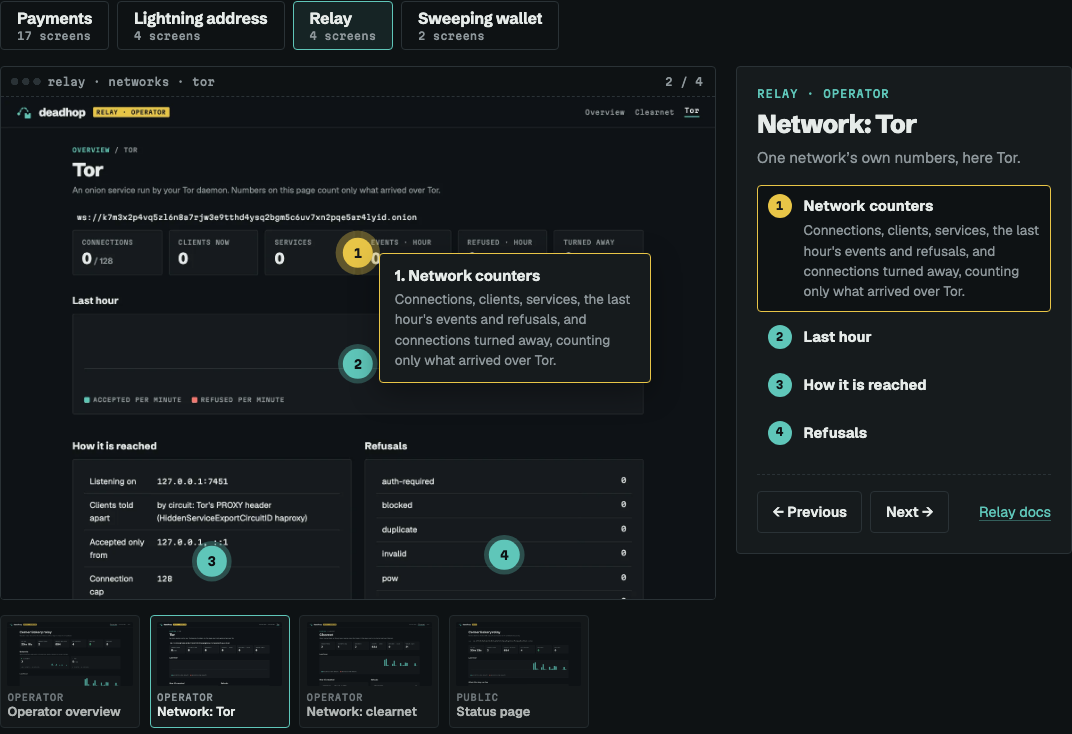 Payments
17 screens
Lightning address
4 screens
Relay
4 screens
Sweeping wallet
2 screens
relay · networks · tor
2 / 4
deadhop
RELAY · OPERATOR
Overview
Clearnet
Tor
OVERVIEW / TOR
Tor
An onion service run by your Tor daemon. Numbers on this page count only what arrived over Tor.
ws://k7m3x2p4vq5zl6n8s7rjw3e9tthd4ysq2bgm5c6uv7xn2pqe5ar4lyid.onion
CONNECTIONS
0 / 128
CLIENTS NOW
0
SERVICES
0
EVENTS · HOUR
REFUSED · HOUR
TURNED AWAY
1
1. Network counters
Connections, clients, services, the last
hour's events and refusals, and
connections turned away, counting
only what arrived over Tor.
Last hour
2
ACCEPTED PER MINUTE
REFUSED PER MINUTE
How it is reached
Listening on
127.0.0.1:7451
Clients told
apart
by circuit: Tor's PROXY header
(HiddenServiceExportCircuitID haproxy)
Accepted only
from
127.0.0.1, ::1
Connection
cap
128
3
Refusals
auth-required
0
blocked
0
duplicate
0
invalid
0
pow
0
4
RELAY · OPERATOR
Network: Tor
One network's own numbers, here Tor.
1
Network counters
Connections, clients, services, the last
hour's events and refusals, and
connections turned away, counting
only what arrived over Tor.
2
Last hour
3
How it is reached
4
Refusals
← Previous
Next →
Relay docs
OPERATOR
Operator overview
OPERATOR
Network: Tor
OPERATOR
Network: clearnet
PUBLIC
Status page